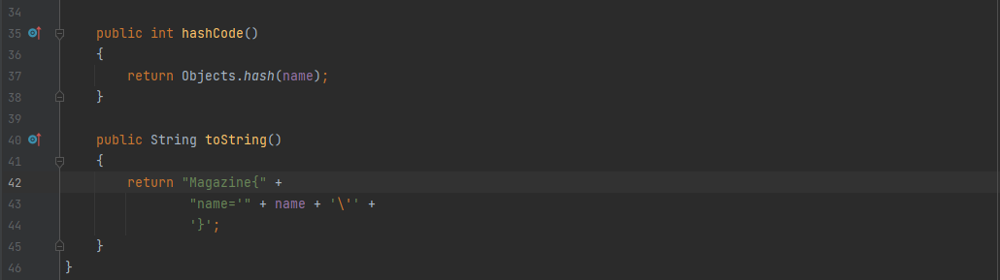 34
35 public int hashCode()
36 {
37 return Objects.hash(name);
38 }
39
40 public String toString()
41 {
42 return "Magazine{" +
43 "name='" + name + '\'' +
44 '}';
45 }
46 }